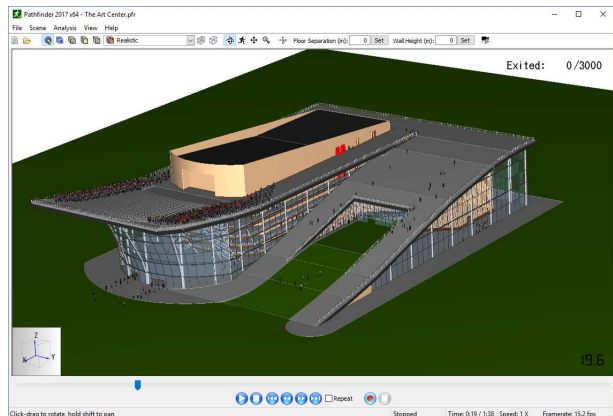 Pathfinder 2017 x64 - The Art Center.pfr
File Scene Analysis View Help
Realistic Floor Separation (m): 0 Set Wall Height (m): 0 Set
Exited: 0/3000
Z
X Y
19.6
Repeat
Click-drag to rotate, hold shift to pan Stopped Time: 0:19 / 1:38 Speed: 1 X Framerate: 15.2 fps